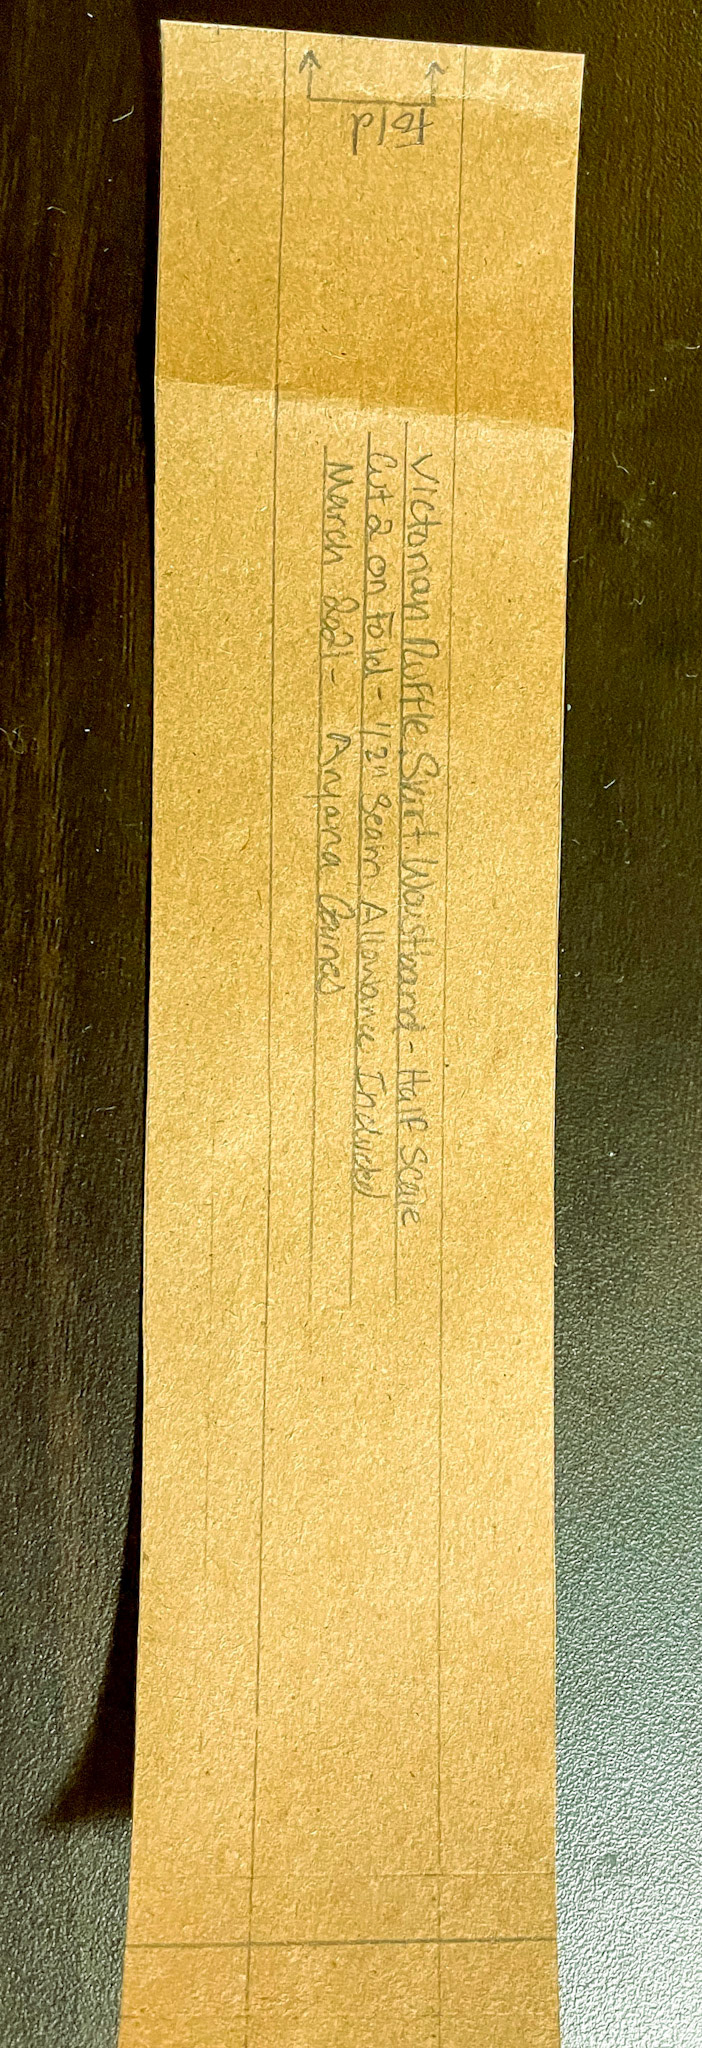 fold
Victorian Ruffle Skirt Waistband - Half Scale
Cut 2 on fold - 1/2" Seam Allowance Included
March 2021 - Aryana Gaines